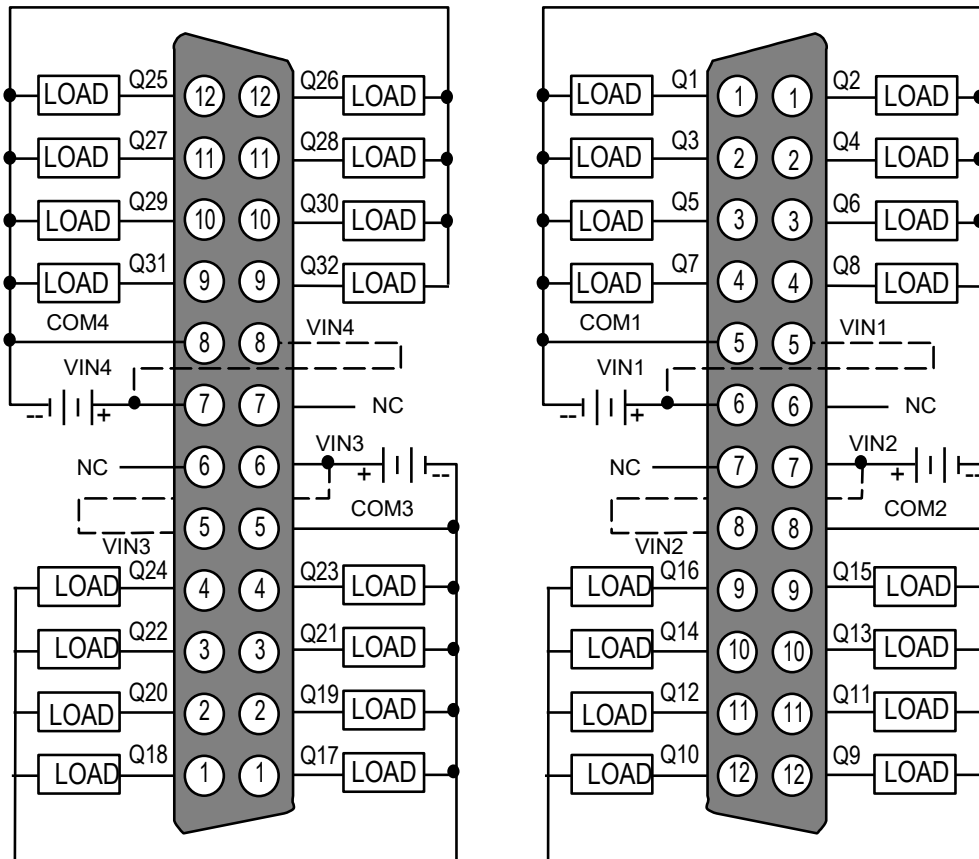 Q25 12 12 Q26 Q1 1 1 Q2
LOAD LOAD LOAD LOAD
Q27 11 11 Q28 Q3 2 2 Q4
LOAD LOAD LOAD LOAD
Q29 10 10 Q30 Q5 3 3 Q6
LOAD LOAD LOAD LOAD
Q31 9 9 Q32 Q7 4 4 Q8
LOAD LOAD LOAD LOAD
COM4 8 8 VIN4 COM1 5 5 VIN1
VIN4 VIN1
-- + 7 7 NC -- + 6 6 NC
VIN3 VIN2
NC 6 6 + -- NC 7 7 + --
COM3 COM2
5 5 8 8
VIN3 VIN2
Q24 4 4 Q23 Q16 9 9 Q15
LOAD LOAD LOAD LOAD
Q22 3 3 Q21 Q14 10 10 Q13
LOAD LOAD LOAD LOAD
Q20 2 2 Q19 Q12 11 11 Q11
LOAD LOAD LOAD LOAD
Q18 1 1 Q17 Q10 12 12 Q9
LOAD LOAD LOAD LOAD